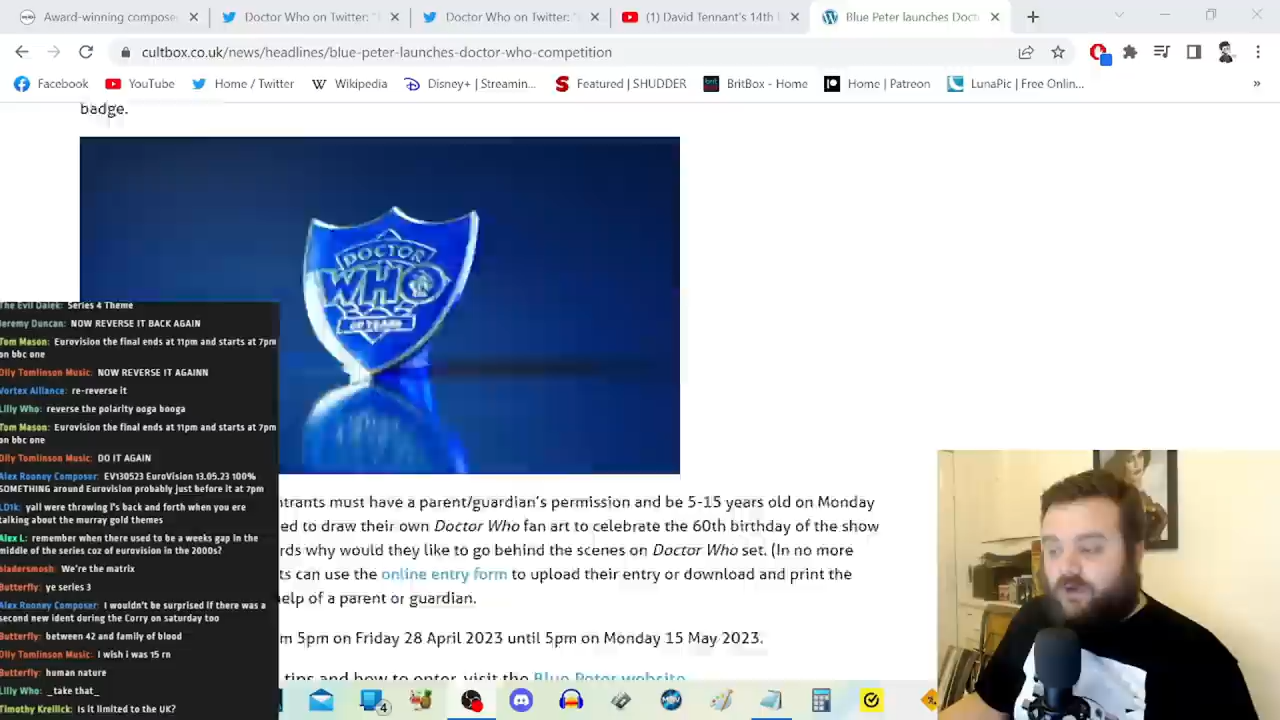 Award-winning compose
Doctor Who on Twitter: "
Doctor Who on Twitter: "
(1) David Tennant's 14th
Blue Peter launches Doct
cultbox.co.uk/news/headlines/blue-peter-launches-doctor-who-competition
Facebook
YouTube
Home / Twitter
Wikipedia
Disney+ | Streamin...
Featured | SHUDDER
BritBox - Home
Home | Patreon
LunaPic | Free Onlin...
»
badge.
DOCTOR
WHO
The Evil Dalek: Series 4 Theme
Jeremy Duncan: NOW REVERSE IT BACK AGAIN
Tom Mason: Eurovision the final ends at 11pm and starts at 7pm
on bbc one
Olly Tomlinson Music: NOW REVERSE IT AGAINN
Vortex Alliance: re-reverse it
Lilly Who: reverse the polarity ooga booga
Tom Mason: Eurovision the final ends at 11pm and starts at 7pm
on bbc one
Olly Tomlinson Music: DO IT AGAIN
Alex Rooney Composer: EV130523 EuroVision 13.05.23 100%
SOMETHING around Eurovision probably just before it at 7pm
LD1k: yall were throwing l's back and forth when you ere
talking about the murray gold themes
Alex L: remember when there used to be a weeks gap in the
middle of the series coz of eurovision in the 2000s?
bladersmosh: We're the matrix
Butterfly: ye series 3
Alex Rooney Composer: I wouldn't be surprised if there was a
second new ident during the Corry on saturday too
Butterfly: between 42 and family of blood
Olly Tomlinson Music: I wish i was 15 rn
Butterfly: human nature
Lilly Who: _take that_
Timothy Krellick: Is it limited to the UK?
trants must have a parent/guardian's permission and be 5-15 years old on Monday
ed to draw their own Doctor Who fan art to celebrate the 60th birthday of the show
rds why would they like to go behind the scenes on Doctor Who set. (In no more
ts can use the online entry form to upload their entry or download and print the
elp of a parent or guardian.
m 5pm on Friday 28 April 2023 until 5pm on Monday 15 May 2023.
tips and how to enter, visit the Blue Peter website
4